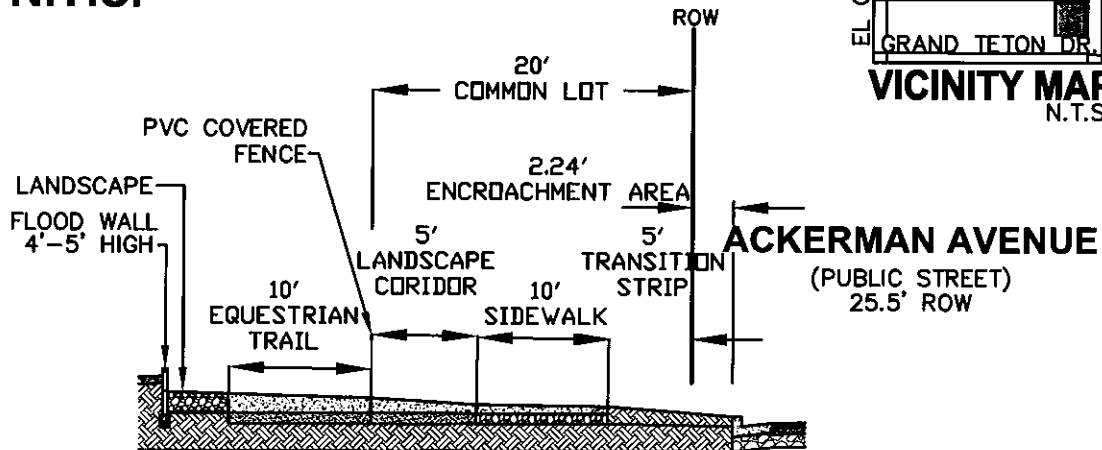 ROW
20'
COMMON LOT
GRAND TETON DR.
VICINITY MAP
N.T.S
PVC COVERED
FENCE
2.24'
ENCROACHMENT AREA
LANDSCAPE
FLOOD WALL
4'-5' HIGH
5'
LANDSCAPE
CORIDOR
5'
TRANSITION
STRIP
ACKERMAN AVENUE
(PUBLIC STREET)
25.5' ROW
10'
EQUESTRIAN
TRAIL
10'
SIDEWALK